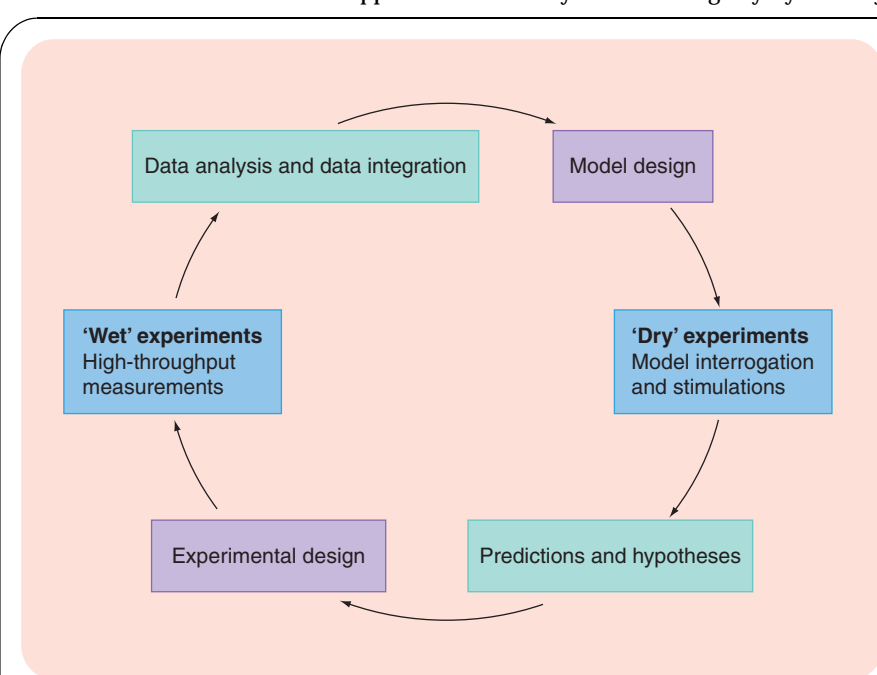 Data analysis and data integration
Model design
‘Wet’ experiments
High-throughput
measurements
‘Dry’ experiments
Model interrogation
and stimulations
Experimental design
Predictions and hypotheses